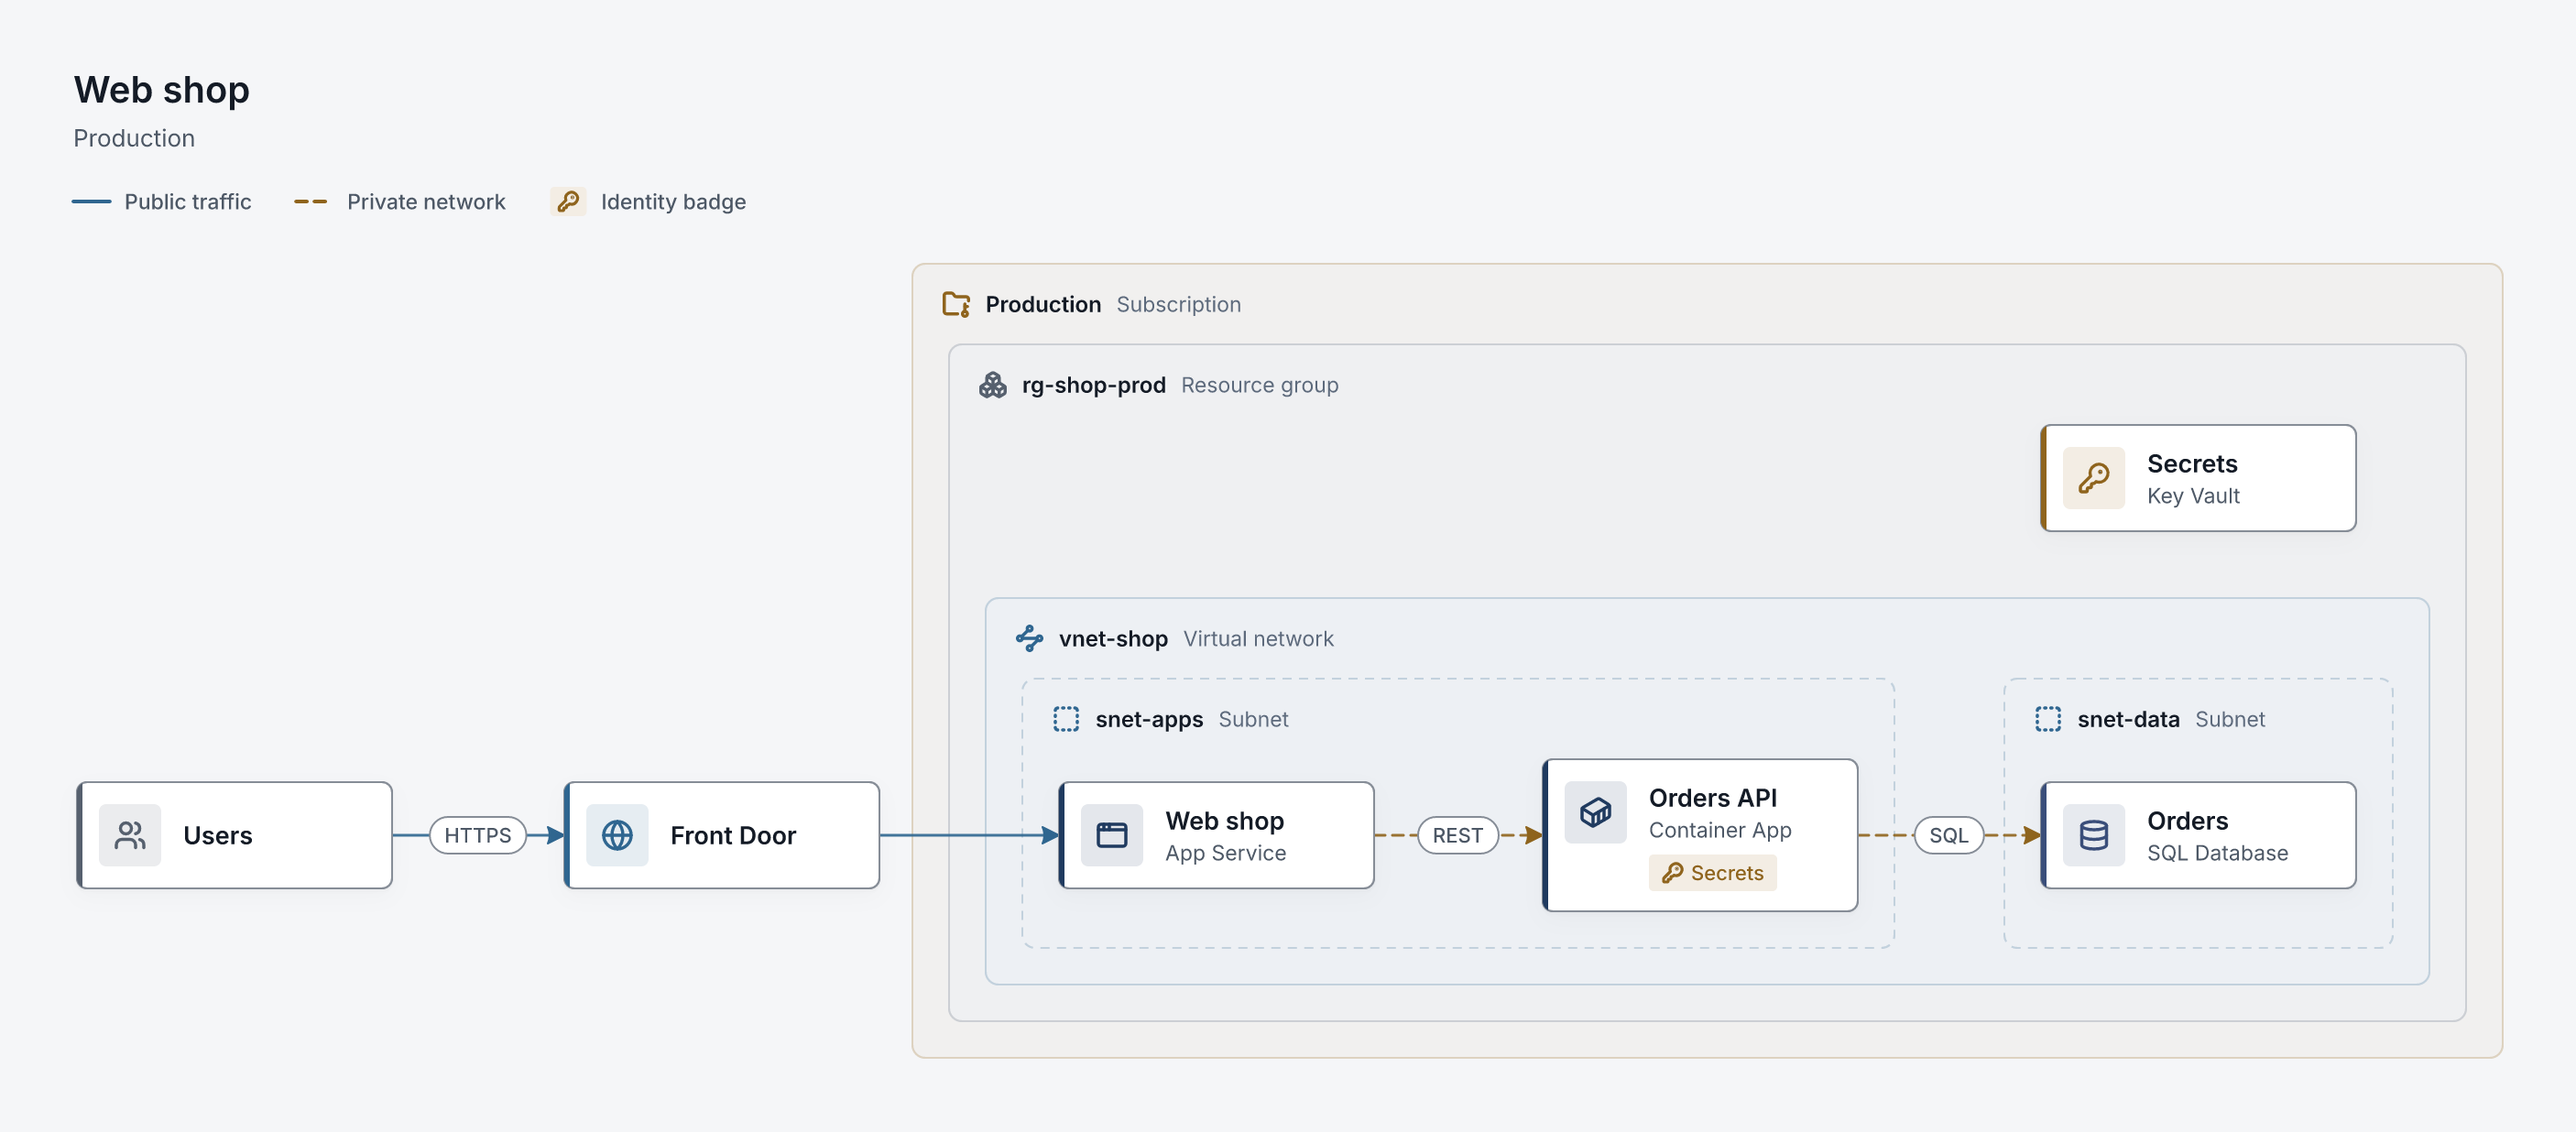 Web shop
Production
Public traffic
Private network
Identity badge
Production Subscription
rg-shop-prod Resource group
Secrets
Key Vault
vnet-shop Virtual network
snet-apps Subnet
snet-data Subnet
Users
HTTPS
Front Door
Web shop
App Service
REST
Orders API
Container App
Secrets
SQL
Orders
SQL Database